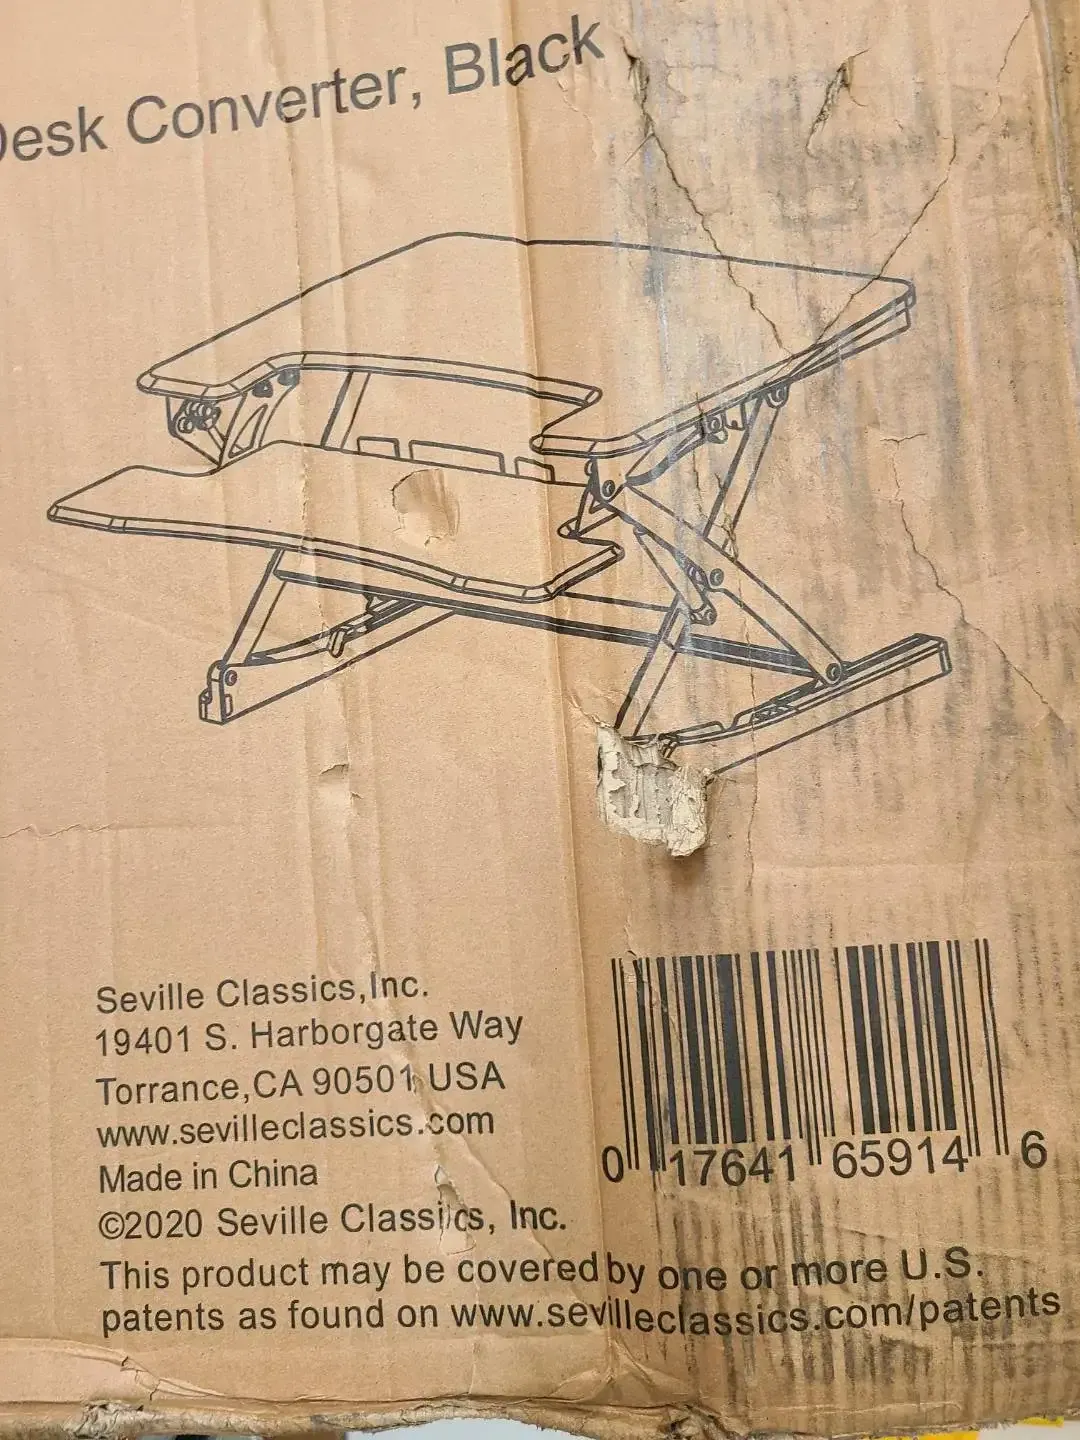 Desk Converter, Black
Seville Classics,Inc.
19401 S. Harborgate Way
Torrance,CA 90501 USA
www.sevilleclassics.com
Made in China
©2020 Seville Classics, Inc.
This product may be covered by one or more U.S.
patents as found on www.sevilleclassics.com/patents
0 17641 65914 6